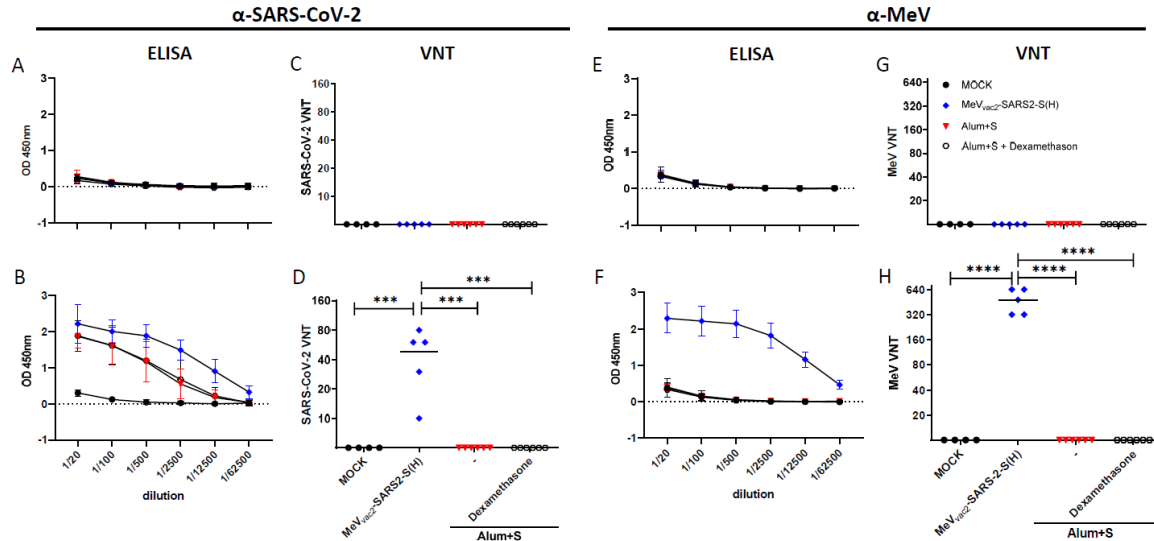 α-SARS-CoV-2
α-MeV
ELISA
VNT
ELISA
VNT
A
OD 450nm
3
2
1
0
-1
C
SARS-CoV-2 VNT
160
80
40
20
10
E
OD 450nm
3
2
1
0
-1
G
MeV VNT
640
320
160
80
40
20
MOCK
MeVvac2-SARS2-S(H)
Alum+S
Alum+S + Dexamethason
B
OD 450nm
3
2
1
0
-1
1/20
1/100
1/500
1/2500
1/12500
1/62500
dilution
D
SARS-CoV-2 VNT
160
80
40
20
10
***
***
***
MOCK
MeVvac2-SARS2-S(H)
-
Dexamethasone
Alum+S
F
OD 450nm
3
2
1
0
-1
1/20
1/100
1/500
1/2500
1/12500
1/62500
dilution
H
MeV VNT
640
320
160
80
40
20
****
****
****
MOCK
MeVvac2-SARS-2-S(H)
-
Dexamethasone
Alum+S